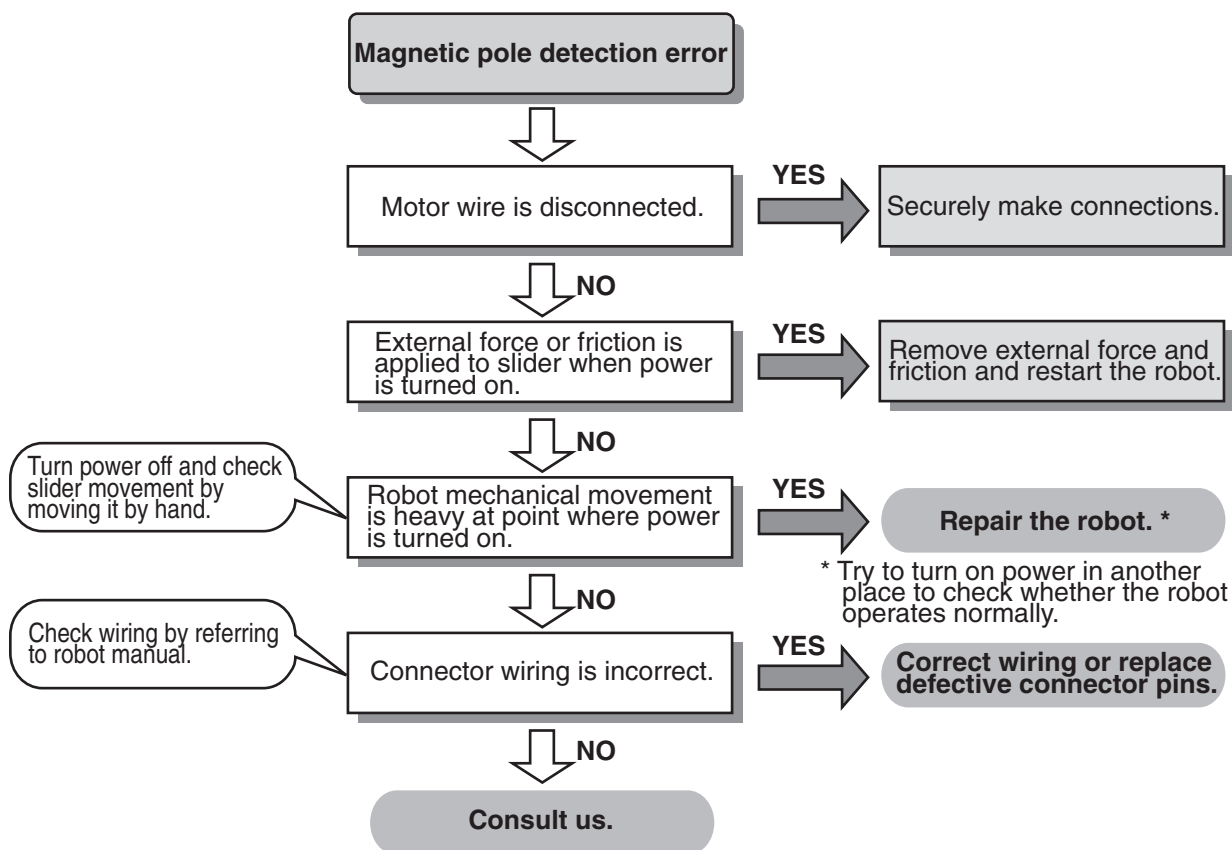 Magnetic pole detection error
Motor wire is disconnected.
YES
Securely make connections.
NO
External force or friction is
applied to slider when power
is turned on.
YES
Remove external force and
friction and restart the robot.
NO
Turn power off and check
slider movement by
moving it by hand.
Robot mechanical movement
is heavy at point where power
is turned on.
YES
Repair the robot. *
* Try to turn on power in another
place to check whether the robot
operates normally.
NO
Check wiring by referring
to robot manual.
Connector wiring is incorrect.
YES
Correct wiring or replace
defective connector pins.
NO
Consult us.